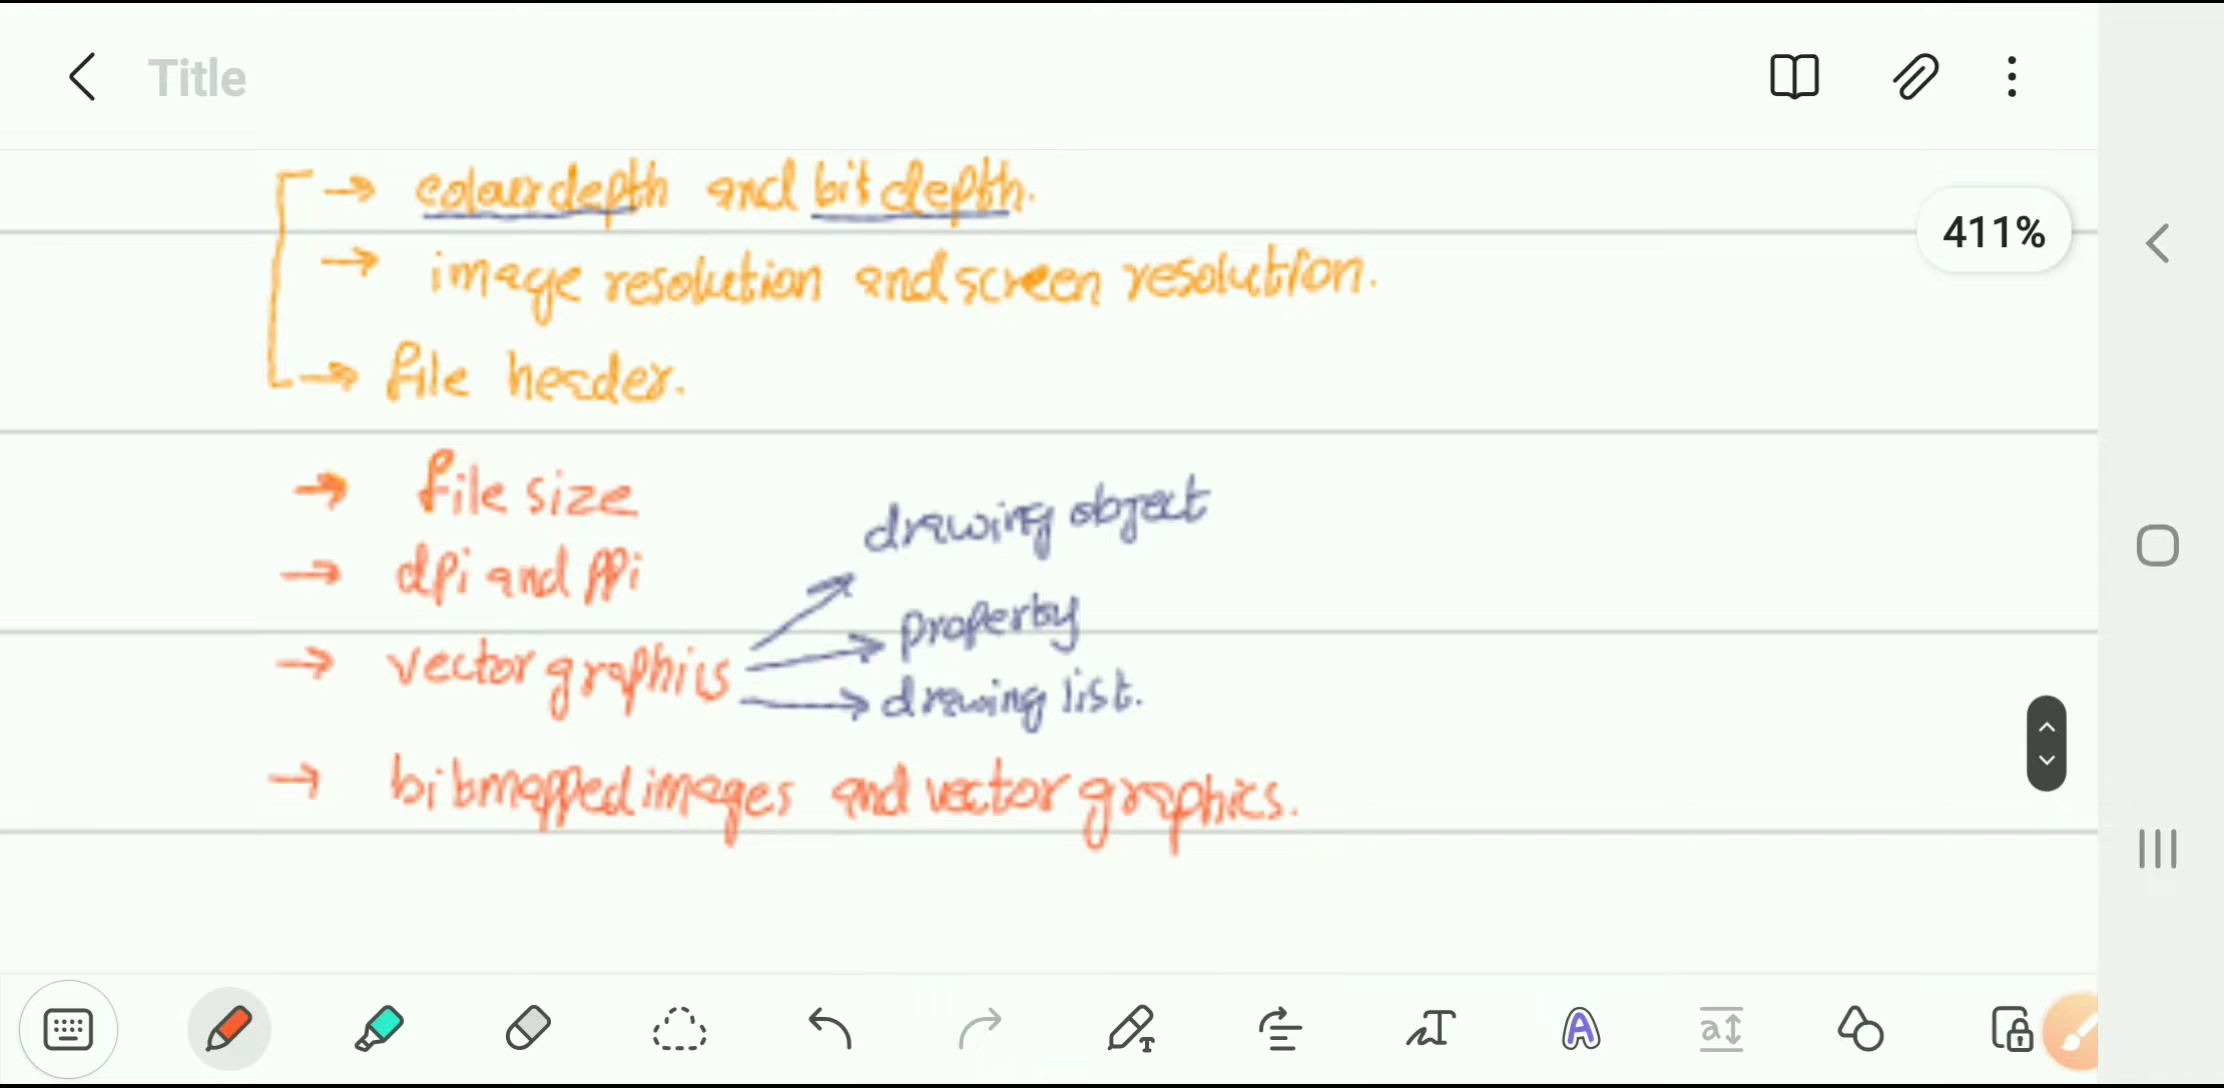 Title
→ colour depth and bit depth.
411%
→ image resolution and screen resolution.
→ file header.
→ file size
drawing object
→ dpi and ppi
property
→ vector graphics
drawing list.
→ bitmapped images and vector graphics.